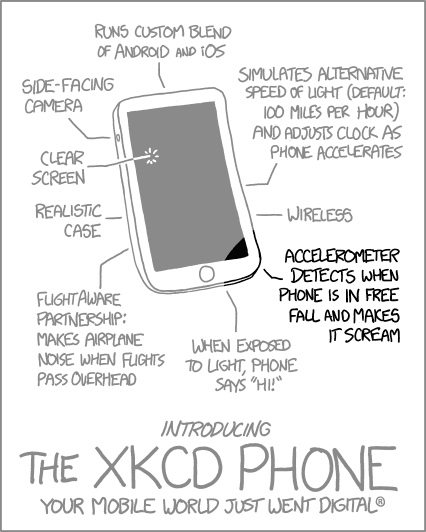 RUNS CUSTOM BLEND
OF ANDROID AND iOS
SIDE-FACING
CAMERA
SIMULATES ALTERNATIVE
SPEED OF LIGHT (DEFAULT:
100 MILES PER HOUR)
AND ADJUSTS CLOCK AS
PHONE ACCELERATES
CLEAR
SCREEN
REALISTIC
CASE
WIRELESS
ACCELEROMETER
DETECTS WHEN
PHONE IS IN FREE
FALL AND MAKES
IT SCREAM
FLIGHTAWARE
PARTNERSHIP:
MAKES AIRPLANE
NOISE WHEN FLIGHTS
PASS OVERHEAD
WHEN EXPOSED
TO LIGHT, PHONE
SAYS "HI!"
INTRODUCING
THE XKCD PHONE
YOUR MOBILE WORLD JUST WENT DIGITAL®